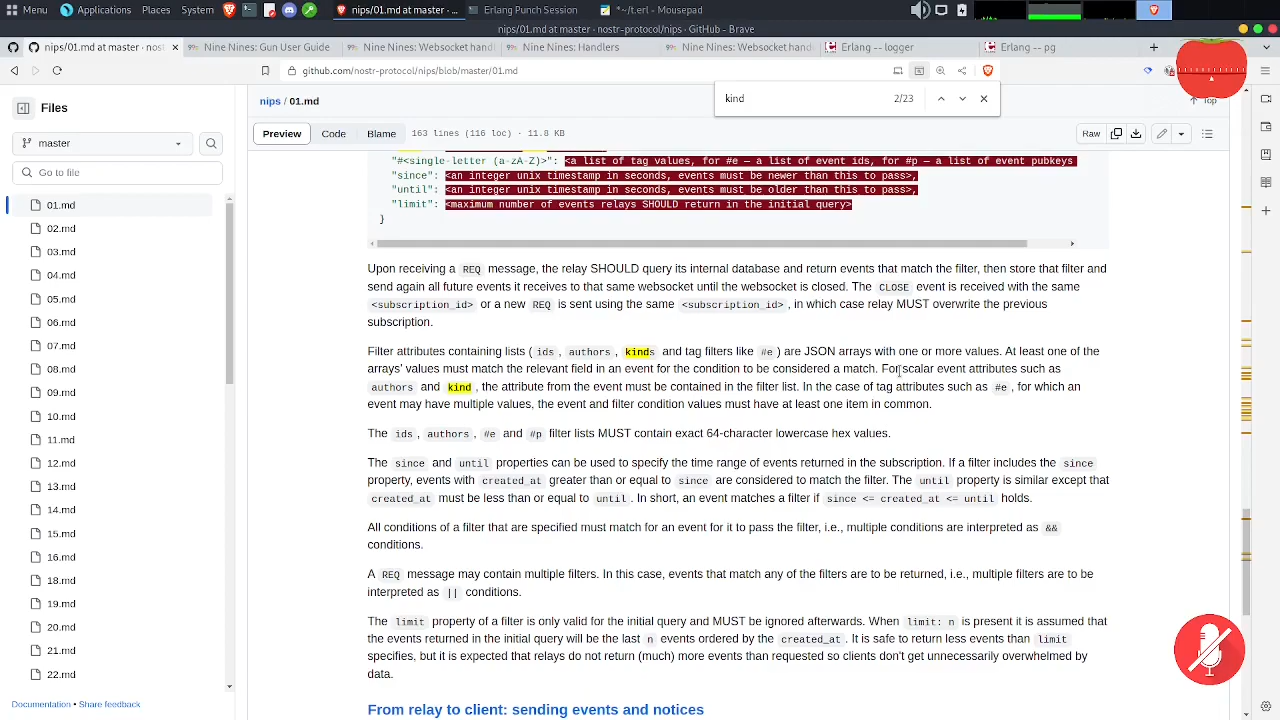 Menu Applications Places System nips/01.md at master · ... Erlang Punch Session *~/t.erl - Mousepad
nips/01.md at master · nostr-protocol/nips · GitHub - Brave
nips/01.md at master · nost Nine Nines: Gun User Guide Nine Nines: Websocket handl Nine Nines: Handlers Nine Nines: Websocket hand Erlang -- logger Erlang -- pg
github.com/nostr-protocol/nips/blob/master/01.md
kind 2/23
Files
nips / 01.md
Top
master
Preview Code Blame 163 lines (116 loc) · 11.8 KB Raw
Go to file
"#<single-letter (a-zA-Z)>": <a list of tag values, for #e — a list of event ids, for #p — a list of event pubkeys
"since": <an integer unix timestamp in seconds, events must be newer than this to pass>,
"until": <an integer unix timestamp in seconds, events must be older than this to pass>,
"limit": <maximum number of events relays SHOULD return in the initial query>
}
01.md
02.md
03.md
04.md
05.md
06.md
07.md
08.md
09.md
10.md
11.md
12.md
13.md
14.md
15.md
16.md
18.md
19.md
20.md
21.md
22.md
Documentation • Share feedback
Upon receiving a REQ message, the relay SHOULD query its internal database and return events that match the filter, then store that filter and
send again all future events it receives to that same websocket until the websocket is closed. The CLOSE event is received with the same
<subscription_id> or a new REQ is sent using the same <subscription_id>, in which case relay MUST overwrite the previous
subscription.
Filter attributes containing lists ( ids , authors , kinds and tag filters like #e ) are JSON arrays with one or more values. At least one of the
arrays' values must match the relevant field in an event for the condition to be considered a match. For scalar event attributes such as
authors and kind , the attribute from the event must be contained in the filter list. In the case of tag attributes such as #e , for which an
event may have multiple values, the event and filter condition values must have at least one item in common.
The ids , authors , #e and #p filter lists MUST contain exact 64-character lowercase hex values.
The since and until properties can be used to specify the time range of events returned in the subscription. If a filter includes the since
property, events with created_at greater than or equal to since are considered to match the filter. The until property is similar except that
created_at must be less than or equal to until . In short, an event matches a filter if since <= created_at <= until holds.
All conditions of a filter that are specified must match for an event for it to pass the filter, i.e., multiple conditions are interpreted as &&
conditions.
A REQ message may contain multiple filters. In this case, events that match any of the filters are to be returned, i.e., multiple filters are to be
interpreted as || conditions.
The limit property of a filter is only valid for the initial query and MUST be ignored afterwards. When limit: n is present it is assumed that
the events returned in the initial query will be the last n events ordered by the created_at . It is safe to return less events than limit
specifies, but it is expected that relays do not return (much) more events than requested so clients don't get unnecessarily overwhelmed by
data.
From relay to client: sending events and notices